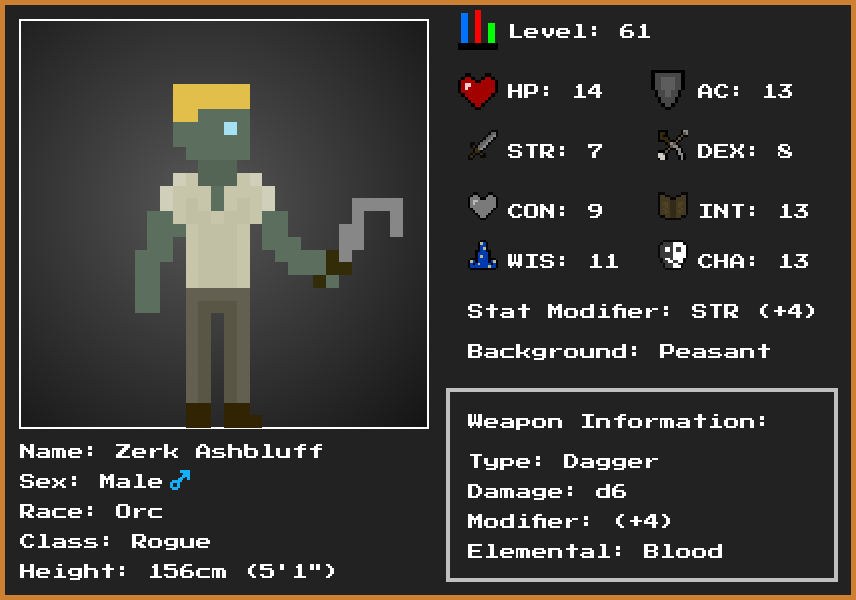 Level: 61
HP: 14 AC: 13
STR: 7 DEX: 8
CON: 9 INT: 13
WIS: 11 CHA: 13
Stat Modifier: STR (+4)
Background: Peasant
Weapon Information:
Type: Dagger
Damage: d6
Modifier: (+4)
Elemental: Blood
Name: Zerk Ashbluff
Sex: Male ♂
Race: Orc
Class: Rogue
Height: 156cm (5'1")